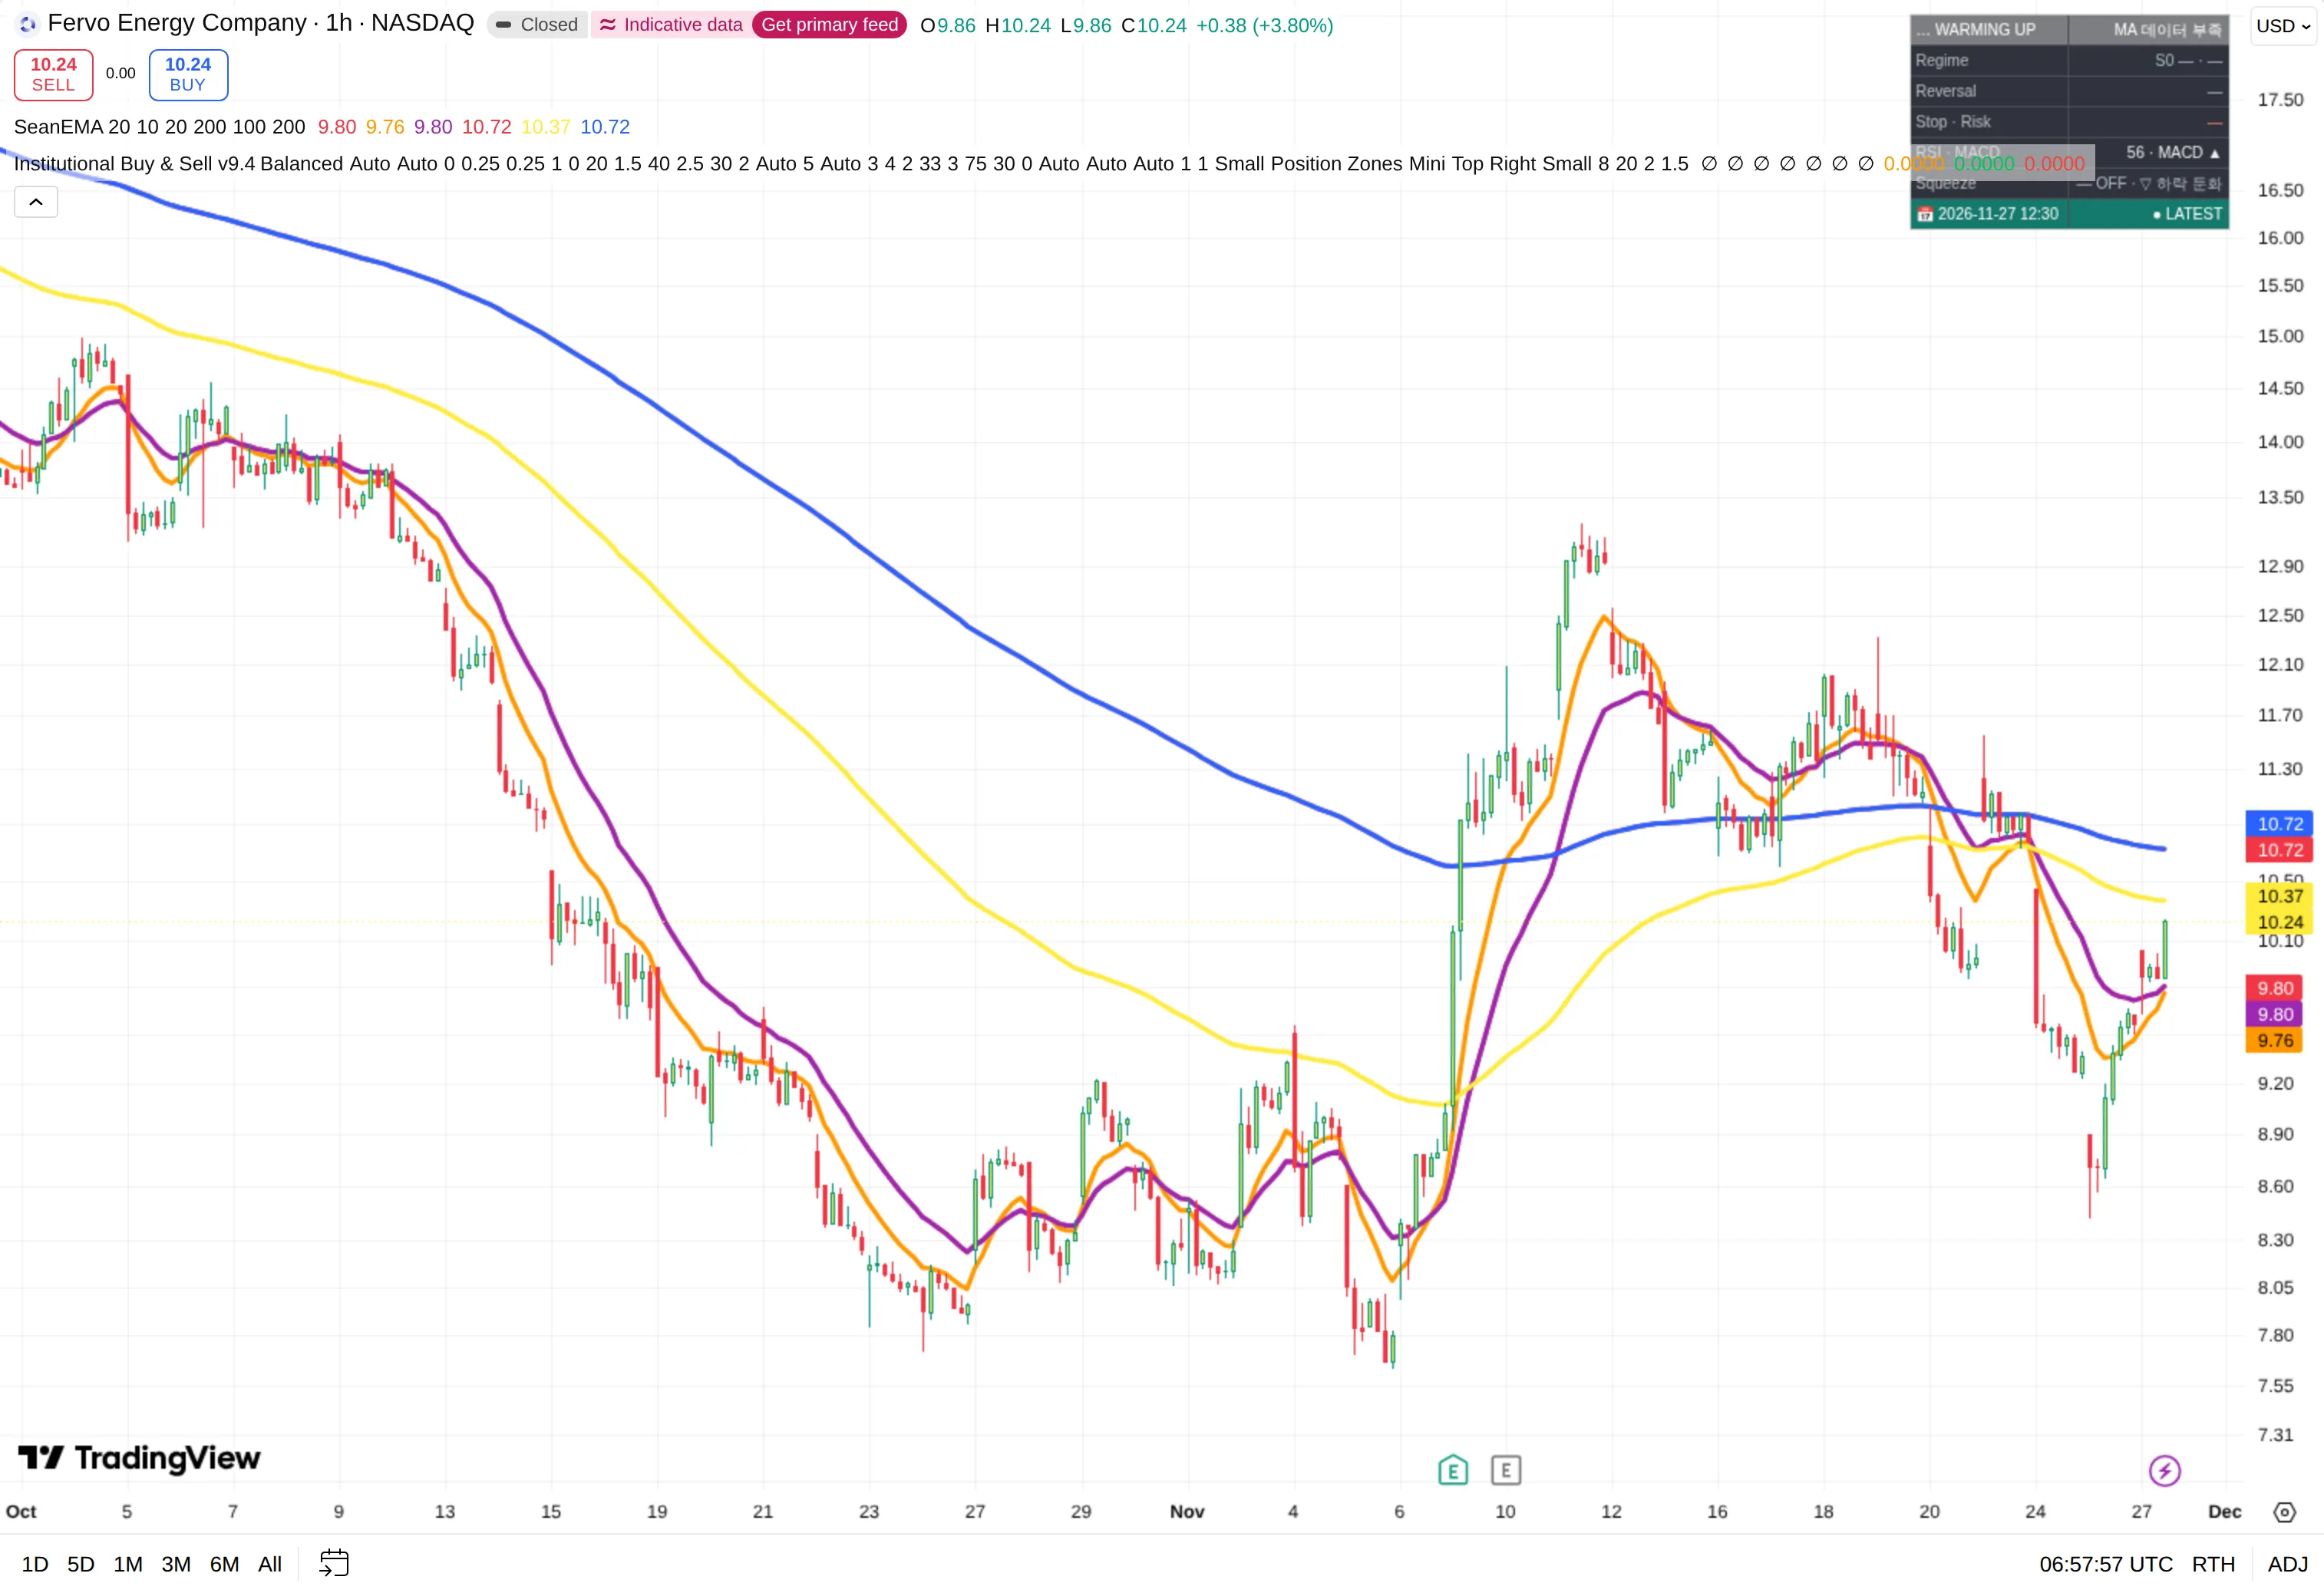 Fervo Energy Company · 1h · NASDAQ Closed Indicative data Get primary feed O9.86 H10.24 L9.86 C10.24 +0.38 (+3.80%)
10.24 SELL
0.00
10.24 BUY
SeanEMA 20 10 20 200 100 200 9.80 9.76 9.80 10.72 10.37 10.72
Institutional Buy & Sell v9.4 Balanced Auto Auto 0 0.25 0.25 1 0 20 1.5 40 2.5 30 2 Auto 5 Auto 3 4 2 33 3 75 30 0 Auto Auto Auto 1 1 Small Position Zones Mini Top Right Small 8 20 2 1.5 ∅ ∅ ∅ ∅ ∅ ∅ ∅ 0.0000 0.0000 0.0000
... WARMING UP MA 데이터 부족
Regime S0 — · —
Reversal —
Stop · Risk —
RSI · MACD 56 · MACD ▲
Squeeze — OFF · ▽ 하락 둔화
2026-11-27 12:30 ● LATEST
USD
17.50
16.50
16.00
15.50
15.00
14.50
14.00
13.50
12.90
12.50
12.10
11.70
11.30
10.72
10.72
10.50
10.37
10.24
10.10
9.80
9.80
9.76
9.20
8.90
8.60
8.30
8.05
7.80
7.55
7.31
TradingView
E E
Oct 5 7 9 13 15 19 21 23 27 29 Nov 4 6 10 12 16 18 20 24 27 Dec
1D 5D 1M 3M 6M All 06:57:57 UTC RTH ADJ